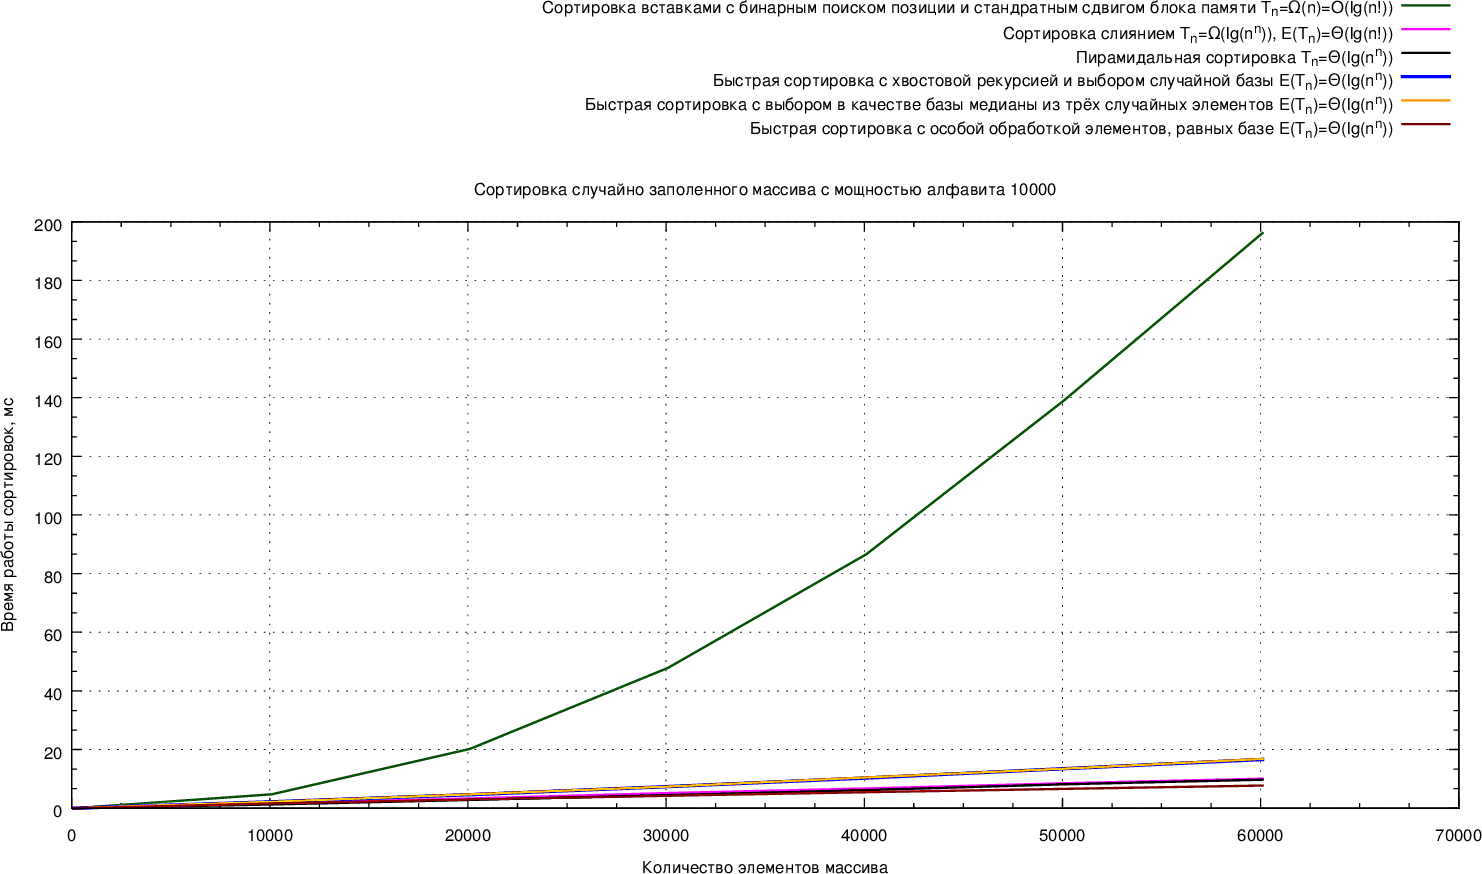 Сортировка вставками с бинарным поиском позиции и стандратным сдвигом блока памяти Tn=Ω(n)=O(lg(n!))
Сортировка слиянием Tn=Ω(lg(nⁿ)), E(Tn)=Θ(lg(n!))
Пирамидальная сортировка Tn=Θ(lg(nⁿ))
Быстрая сортировка с хвостовой рекурсией и выбором случайной базы E(Tn)=Θ(lg(nⁿ))
Быстрая сортировка с выбором в качестве базы медианы из трёх случайных элементов E(Tn)=Θ(lg(nⁿ))
Быстрая сортировка с особой обработкой элементов, равных базе E(Tn)=Θ(lg(nⁿ))
Сортировка случайно заполенного массива с мощностью алфавита 10000
200
180
160
140
120
100
80
60
40
20
0
Время работы сортировок, мс
0 10000 20000 30000 40000 50000 60000 70000
Количество элементов массива